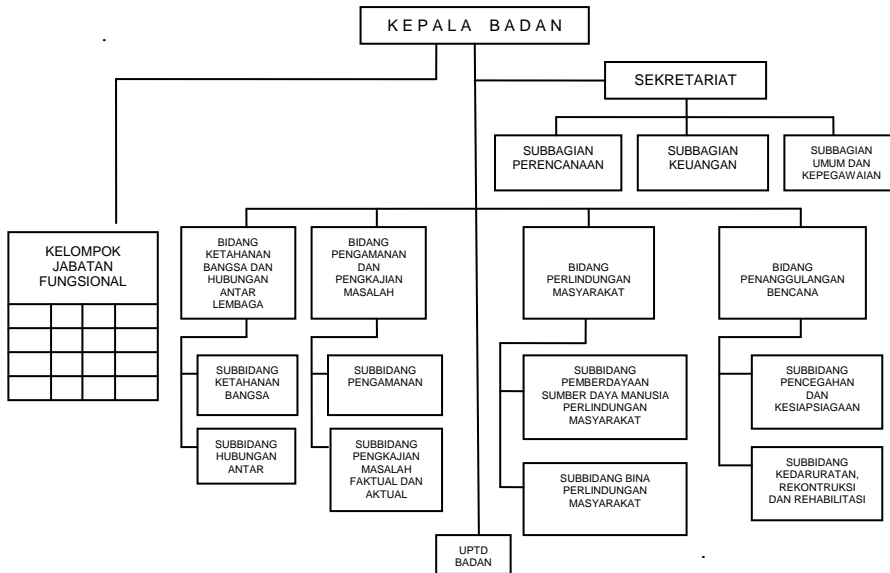 KEPALA BADAN
SEKRETARIAT
SUBBAGIAN
PERENCANAAN
SUBBAGIAN
KEUANGAN
SUBBAGIAN
UMUM DAN
KEPEGAWAIAN
KELOMPOK
JABATAN
FUNGSIONAL
BIDANG
KETAHANAN
BANGSA DAN
HUBUNGAN
ANTAR
LEMBAGA
BIDANG
PENGAMANAN
DAN
PENGKAJIAN
MASALAH
BIDANG
PERLINDUNGAN
MASYARAKAT
BIDANG
PENANGGULANGAN
BENCANA
SUBBIDANG
KETAHANAN
BANGSA
SUBBIDANG
PENGAMANAN
SUBBIDANG
PEMBERDAYAAN
SUMBER DAYA MANUSIA
PERLINDUNGAN
MASYARAKAT
SUBBIDANG
PENCEGAHAN
DAN
KESIAPSIAGAAN
SUBBIDANG
HUBUNGAN
ANTAR
SUBBIDANG
PENGKAJIAN
MASALAH
FAKTUAL DAN
AKTUAL
SUBBIDANG BINA
PERLINDUNGAN
MASYARAKAT
SUBBIDANG
KEDARURATAN,
REKONTRUKSI
DAN REHABILITASI
UPTD
BADAN